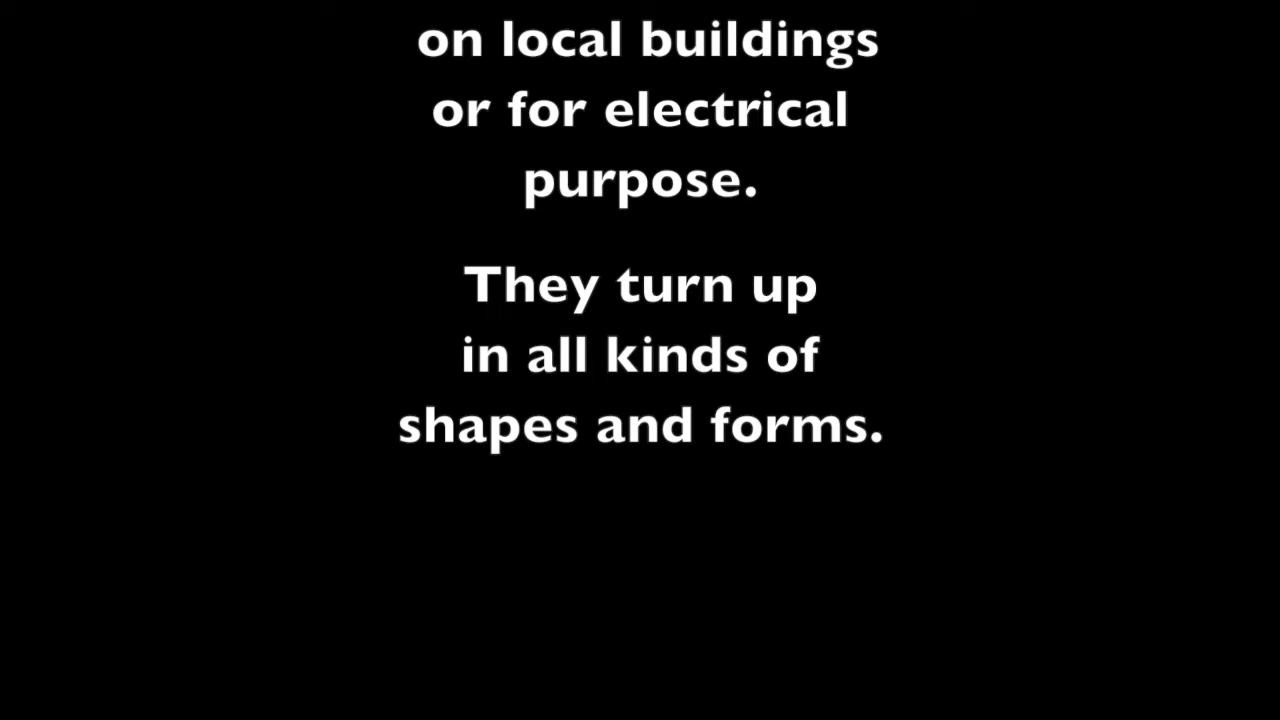 on local buildings
or for electrical
purpose.
They turn up
in all kinds of
shapes and forms.